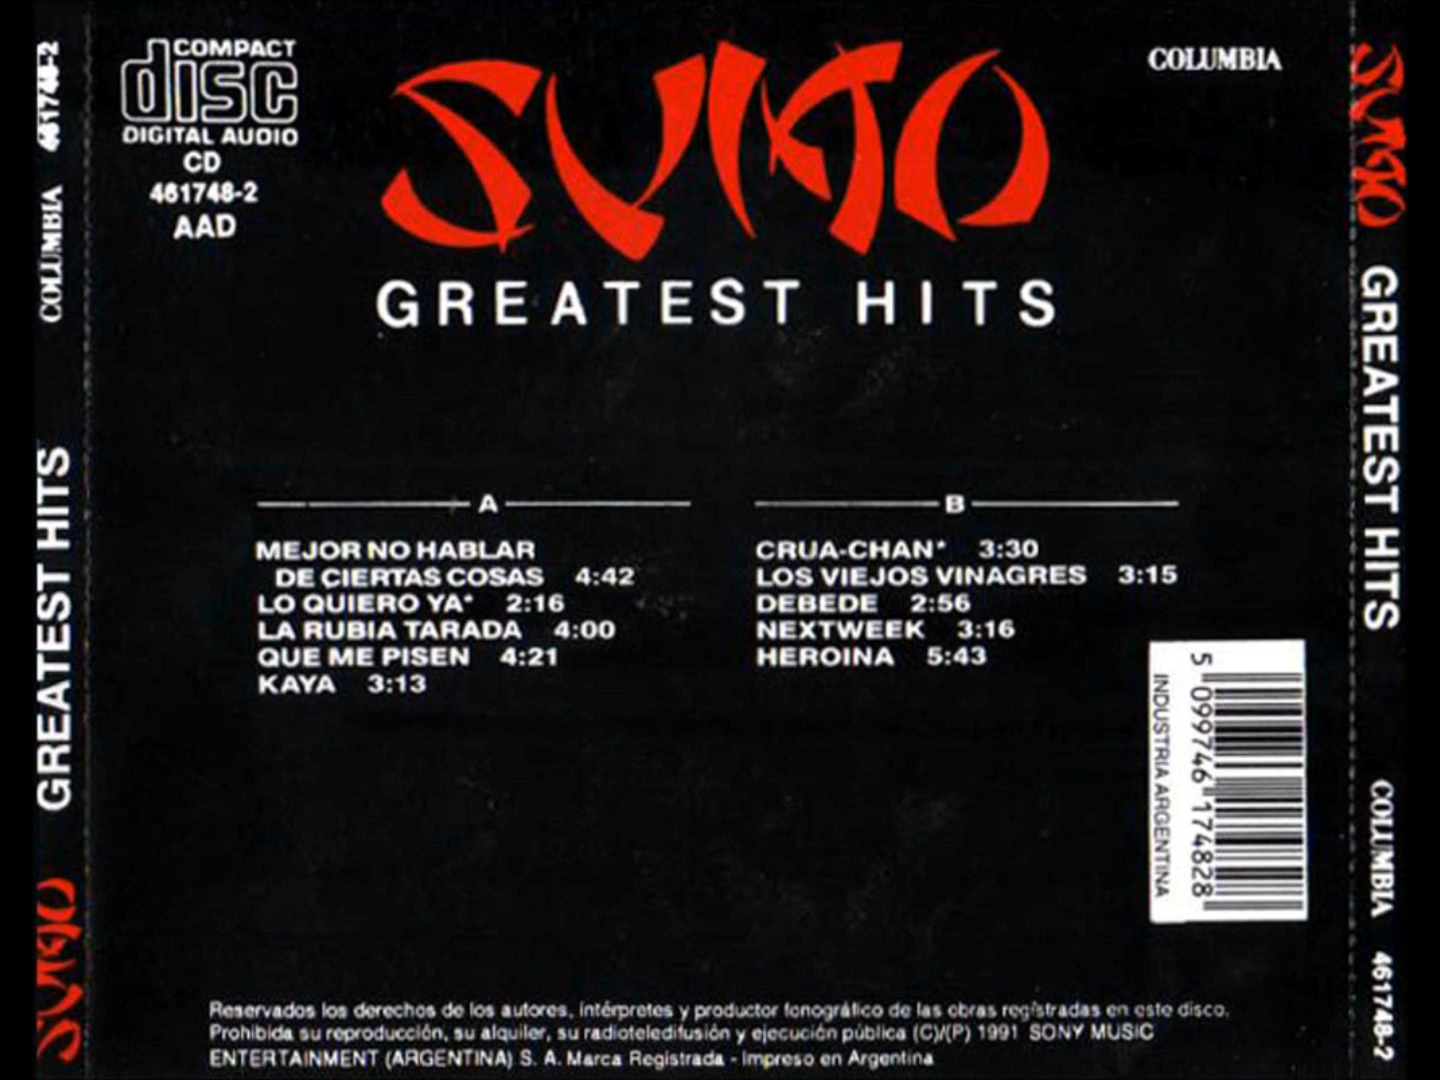 461748-2
COLUMBIA
GREATEST HITS
SUMO
COMPACT
disc
DIGITAL AUDIO
CD
461748-2
AAD
SUMO
COLUMBIA
GREATEST HITS
A
MEJOR NO HABLAR
DE CIERTAS COSAS 4:42
LO QUIERO YA* 2:16
LA RUBIA TARADA 4:00
QUE ME PISEN 4:21
KAYA 3:13
B
CRUA-CHAN* 3:30
LOS VIEJOS VINAGRES 3:15
DEBEDE 2:56
NEXTWEEK 3:16
HEROINA 5:43
5 099746 174828
INDUSTRIA ARGENTINA
Reservados los derechos de los autores, intérpretes y productor fonográfico de las obras registradas en este disco.
Prohibida su reproducción, su alquiler, su radioteledifusión y ejecución pública (C)/(P) 1991 SONY MUSIC
ENTERTAINMENT (ARGENTINA) S. A. Marca Registrada - Impreso en Argentina
SUMO
GREATEST HITS
COLUMBIA
461748-2